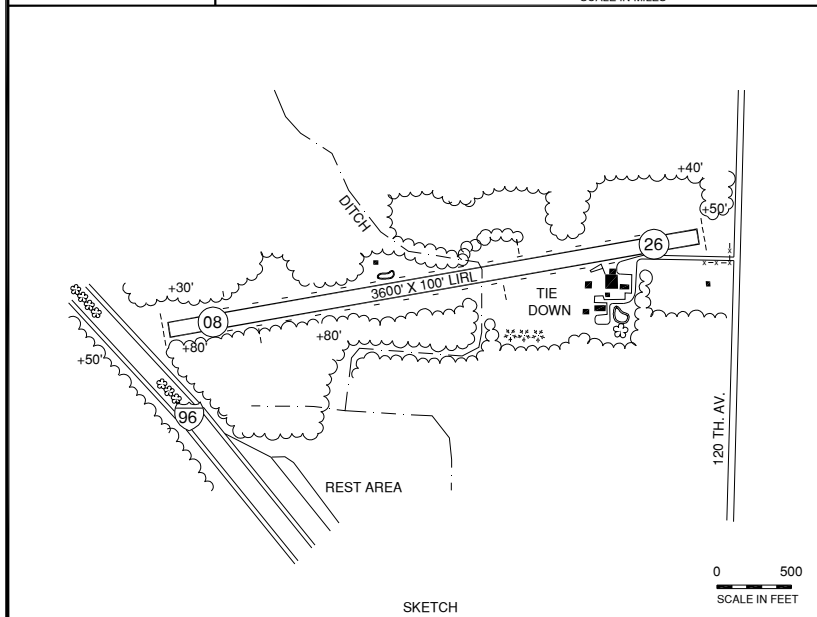 SCALE IN MILES
+40'
+50'
DITCH
26
+30'
3600' X 100' LIRL
TIE
DOWN
08
+80'
+80'
+50'
x-x-x
96
120 TH. AV.
REST AREA
0 500
SCALE IN FEET
SKETCH